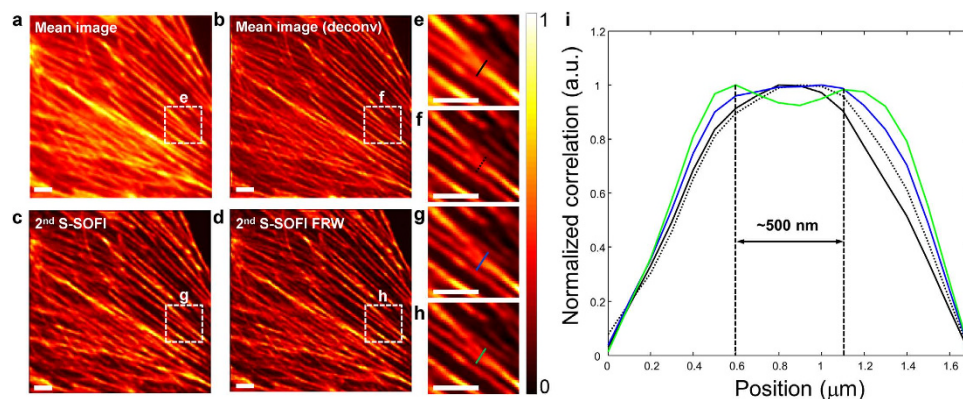 a
Mean image
e
b
Mean image (deconv)
f
c
2nd S-SOFI
g
d
2nd S-SOFI FRW
h
e
f
g
h
1
0
i
Normalized correlation (a.u.)
1.2
1
0.8
0.6
0.4
0.2
0
~500 nm
0 0.2 0.4 0.6 0.8 1.0 1.2 1.4 1.6
Position (μm)